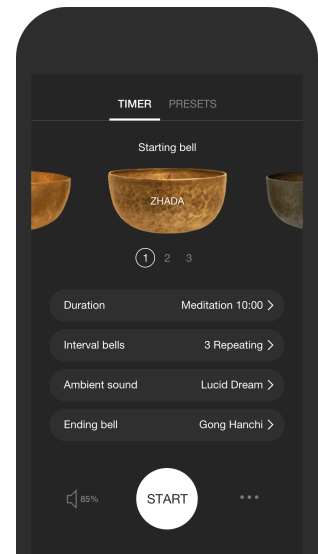 TIMER PRESETS
Starting bell
ZHADA
1 2 3
Duration Meditation 10:00
Interval bells 3 Repeating
Ambient sound Lucid Dream
Ending bell Gong Hanchi
85% START